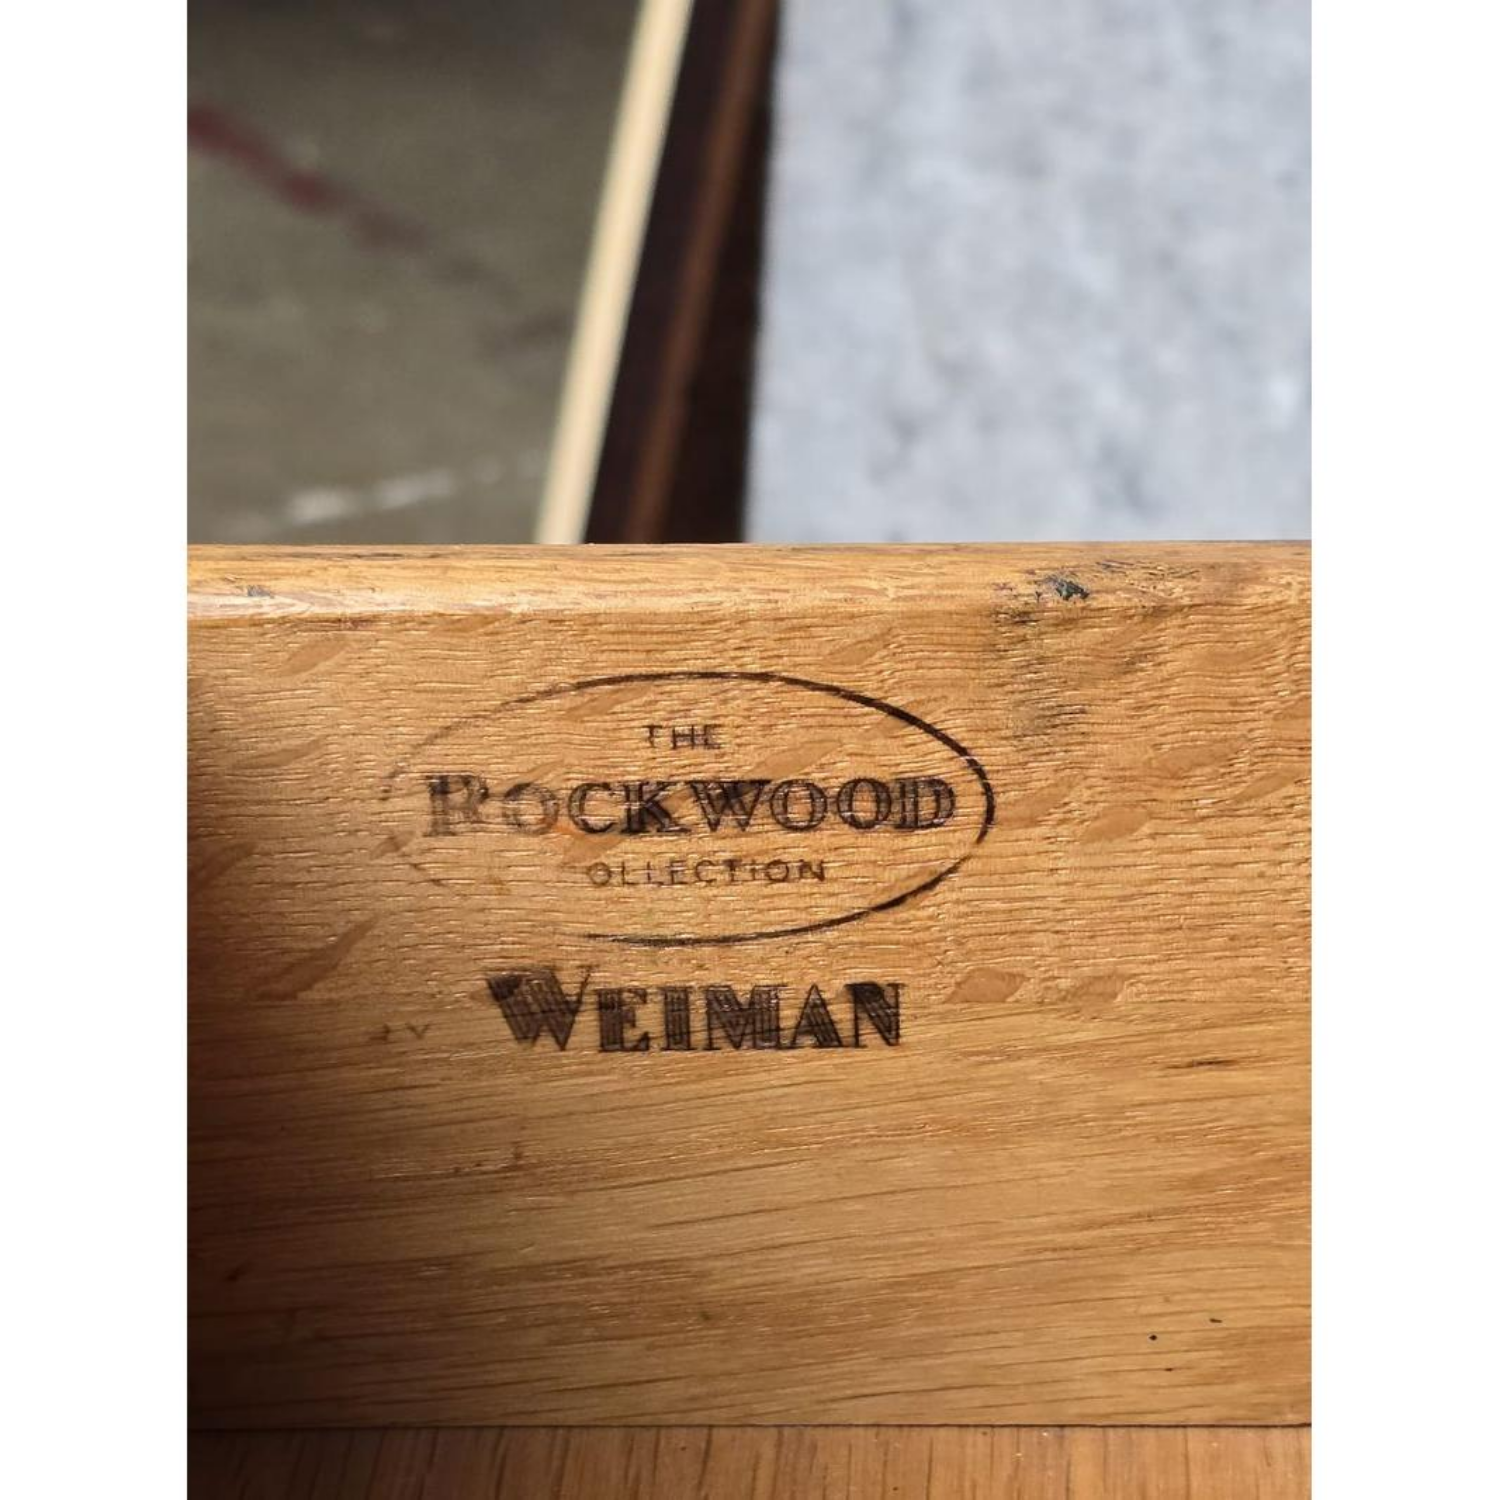 THE
ROCKWOOD
OLLECTION
WEIMAN